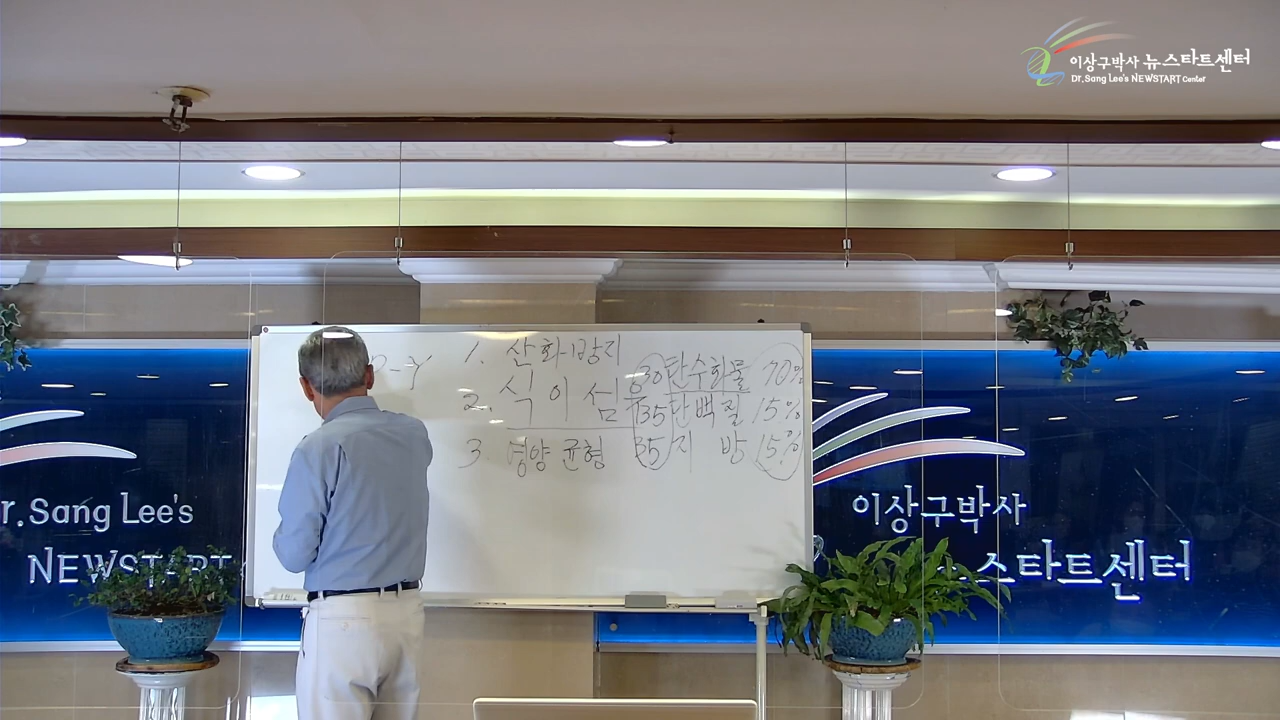 이상구박사 뉴스타트센터
Dr. Sang Lee's NEWSTART Center
1. 산화방지
30 탄수화물 70%
2. 식이섬유
35 단백질 15%
3 영양균형
35 지방 15%
Dr. Sang Lee's
NEWSTART
이상구박사
뉴스타트센터